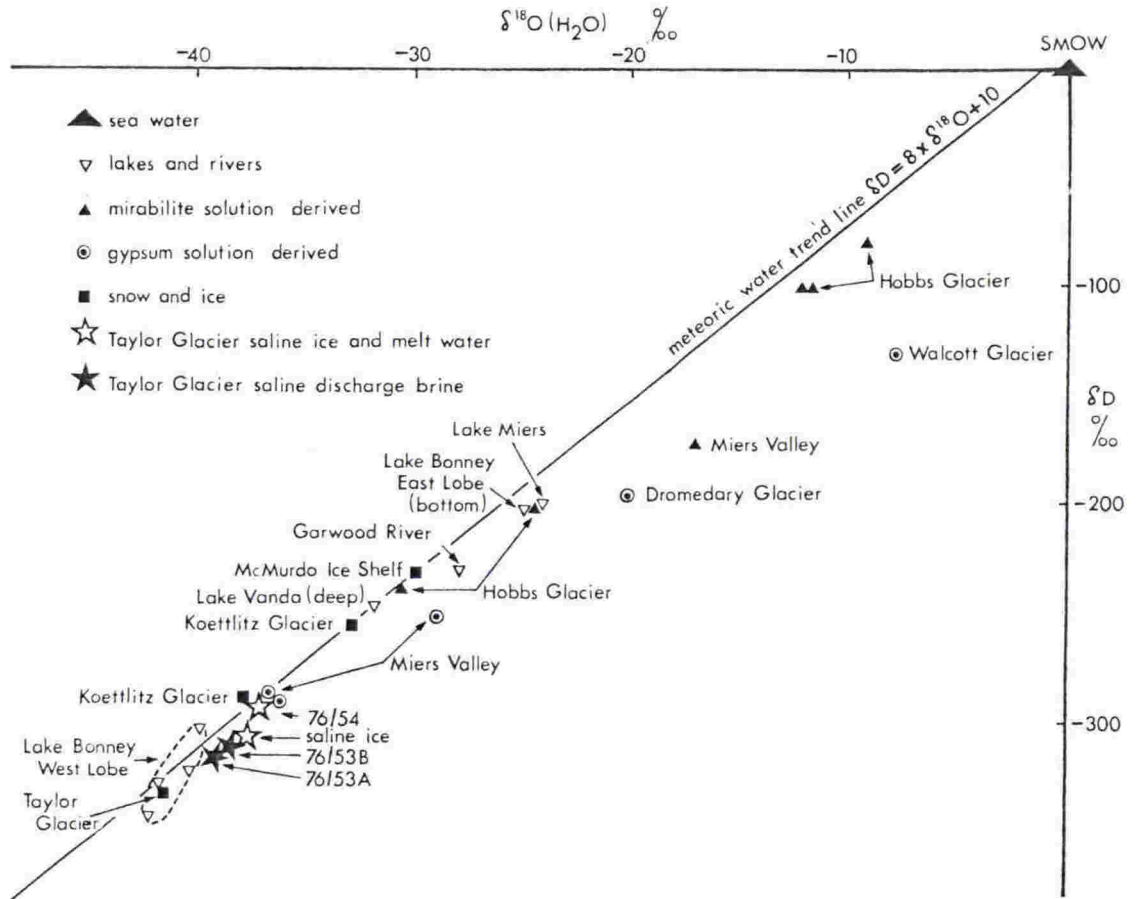 δ¹⁸O (H₂O) ‰
-40
-30
-20
-10
SMOW
sea water
lakes and rivers
mirabilite solution derived
gypsum solution derived
snow and ice
Taylor Glacier saline ice and melt water
Taylor Glacier saline discharge brine
meteoric water trend line δD = 8 × δ¹⁸O + 10
Hobbs Glacier
-100
Walcott Glacier
δD
‰
Miers Valley
Dromedary Glacier
-200
Lake Miers
Lake Bonney
East Lobe
(bottom)
Garwood River
McMurdo Ice Shelf
Hobbs Glacier
Lake Vanda (deep)
Koettlitz Glacier
Miers Valley
Koettlitz Glacier
76/54
saline ice
-300
Lake Bonney
West Lobe
76/53B
76/53A
Taylor
Glacier